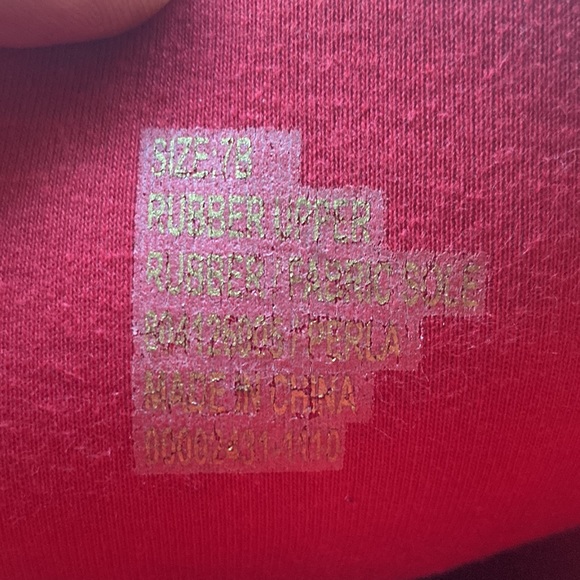 SIZE:7B
RUBBER UPPER
RUBBER / FABRIC SOLE
PERLA
MADE IN CHINA